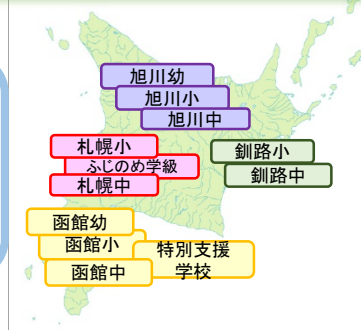 旭川幼
旭川小
旭川中
札幌小
ふじのめ学級
札幌中
釧路小
釧路中
函館幼
函館小
函館中
特別支援
学校